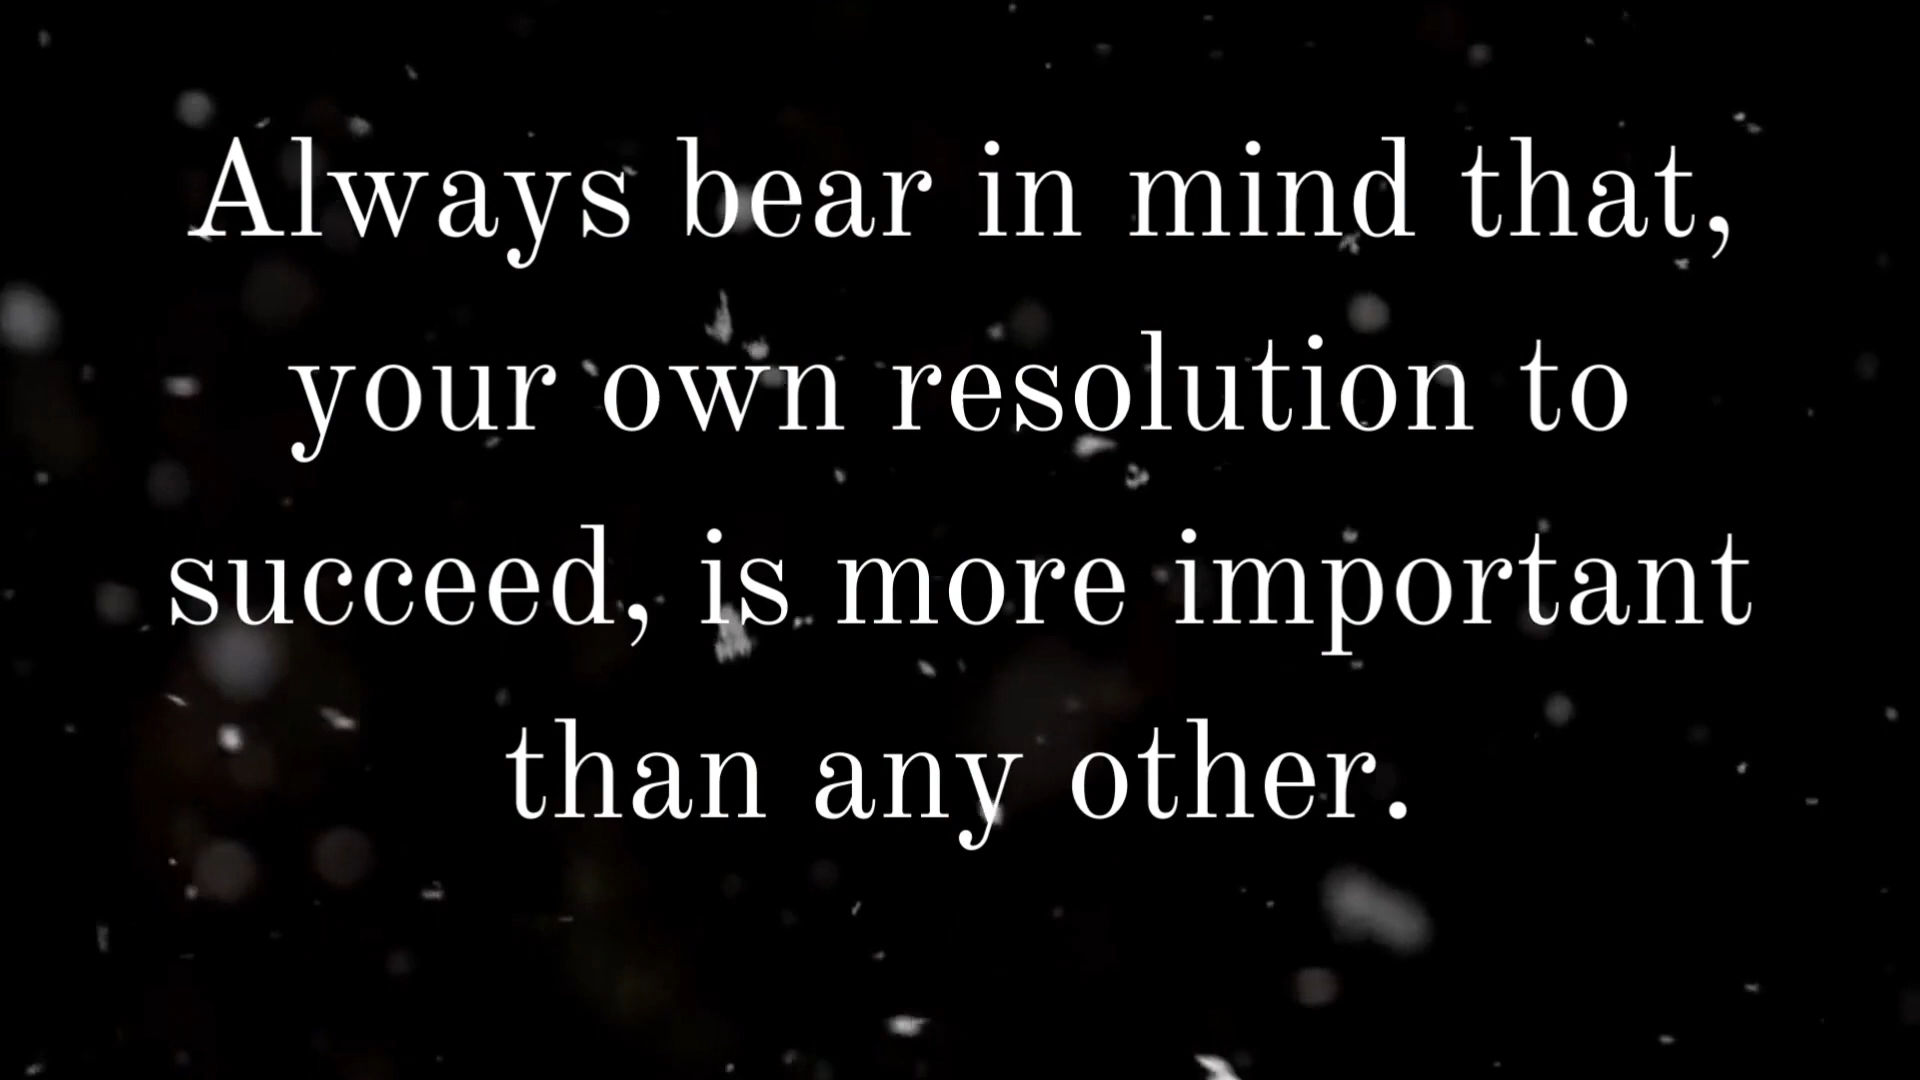 Always bear in mind that,
your own resolution to
succeed, is more important
than any other.